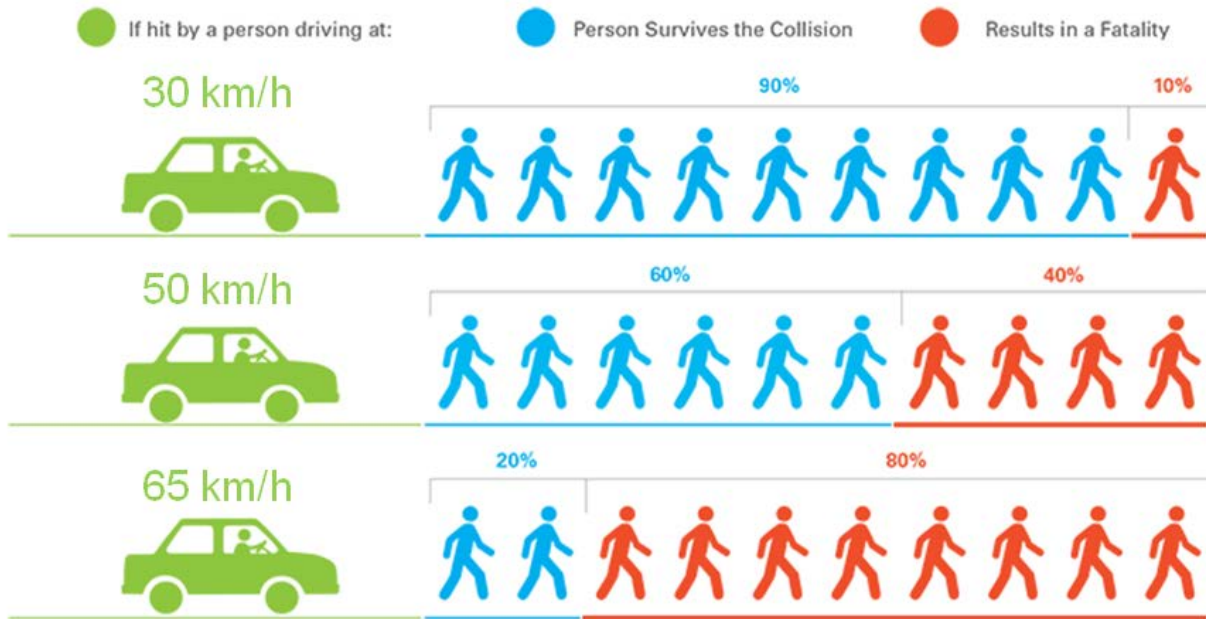 If hit by a person driving at:
Person Survives the Collision
Results in a Fatality
30 km/h
90%
10%
50 km/h
60%
40%
65 km/h
20%
80%